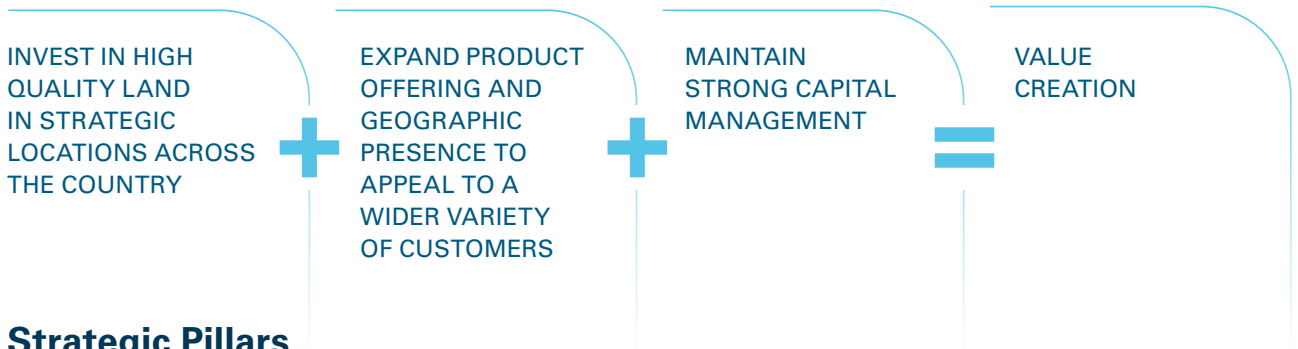 INVEST IN HIGH
QUALITY LAND
IN STRATEGIC
LOCATIONS ACROSS
THE COUNTRY
+
EXPAND PRODUCT
OFFERING AND
GEOGRAPHIC
PRESENCE TO
APPEAL TO A
WIDER VARIETY
OF CUSTOMERS
+
MAINTAIN
STRONG CAPITAL
MANAGEMENT
=
VALUE
CREATION
Strategic Pillars